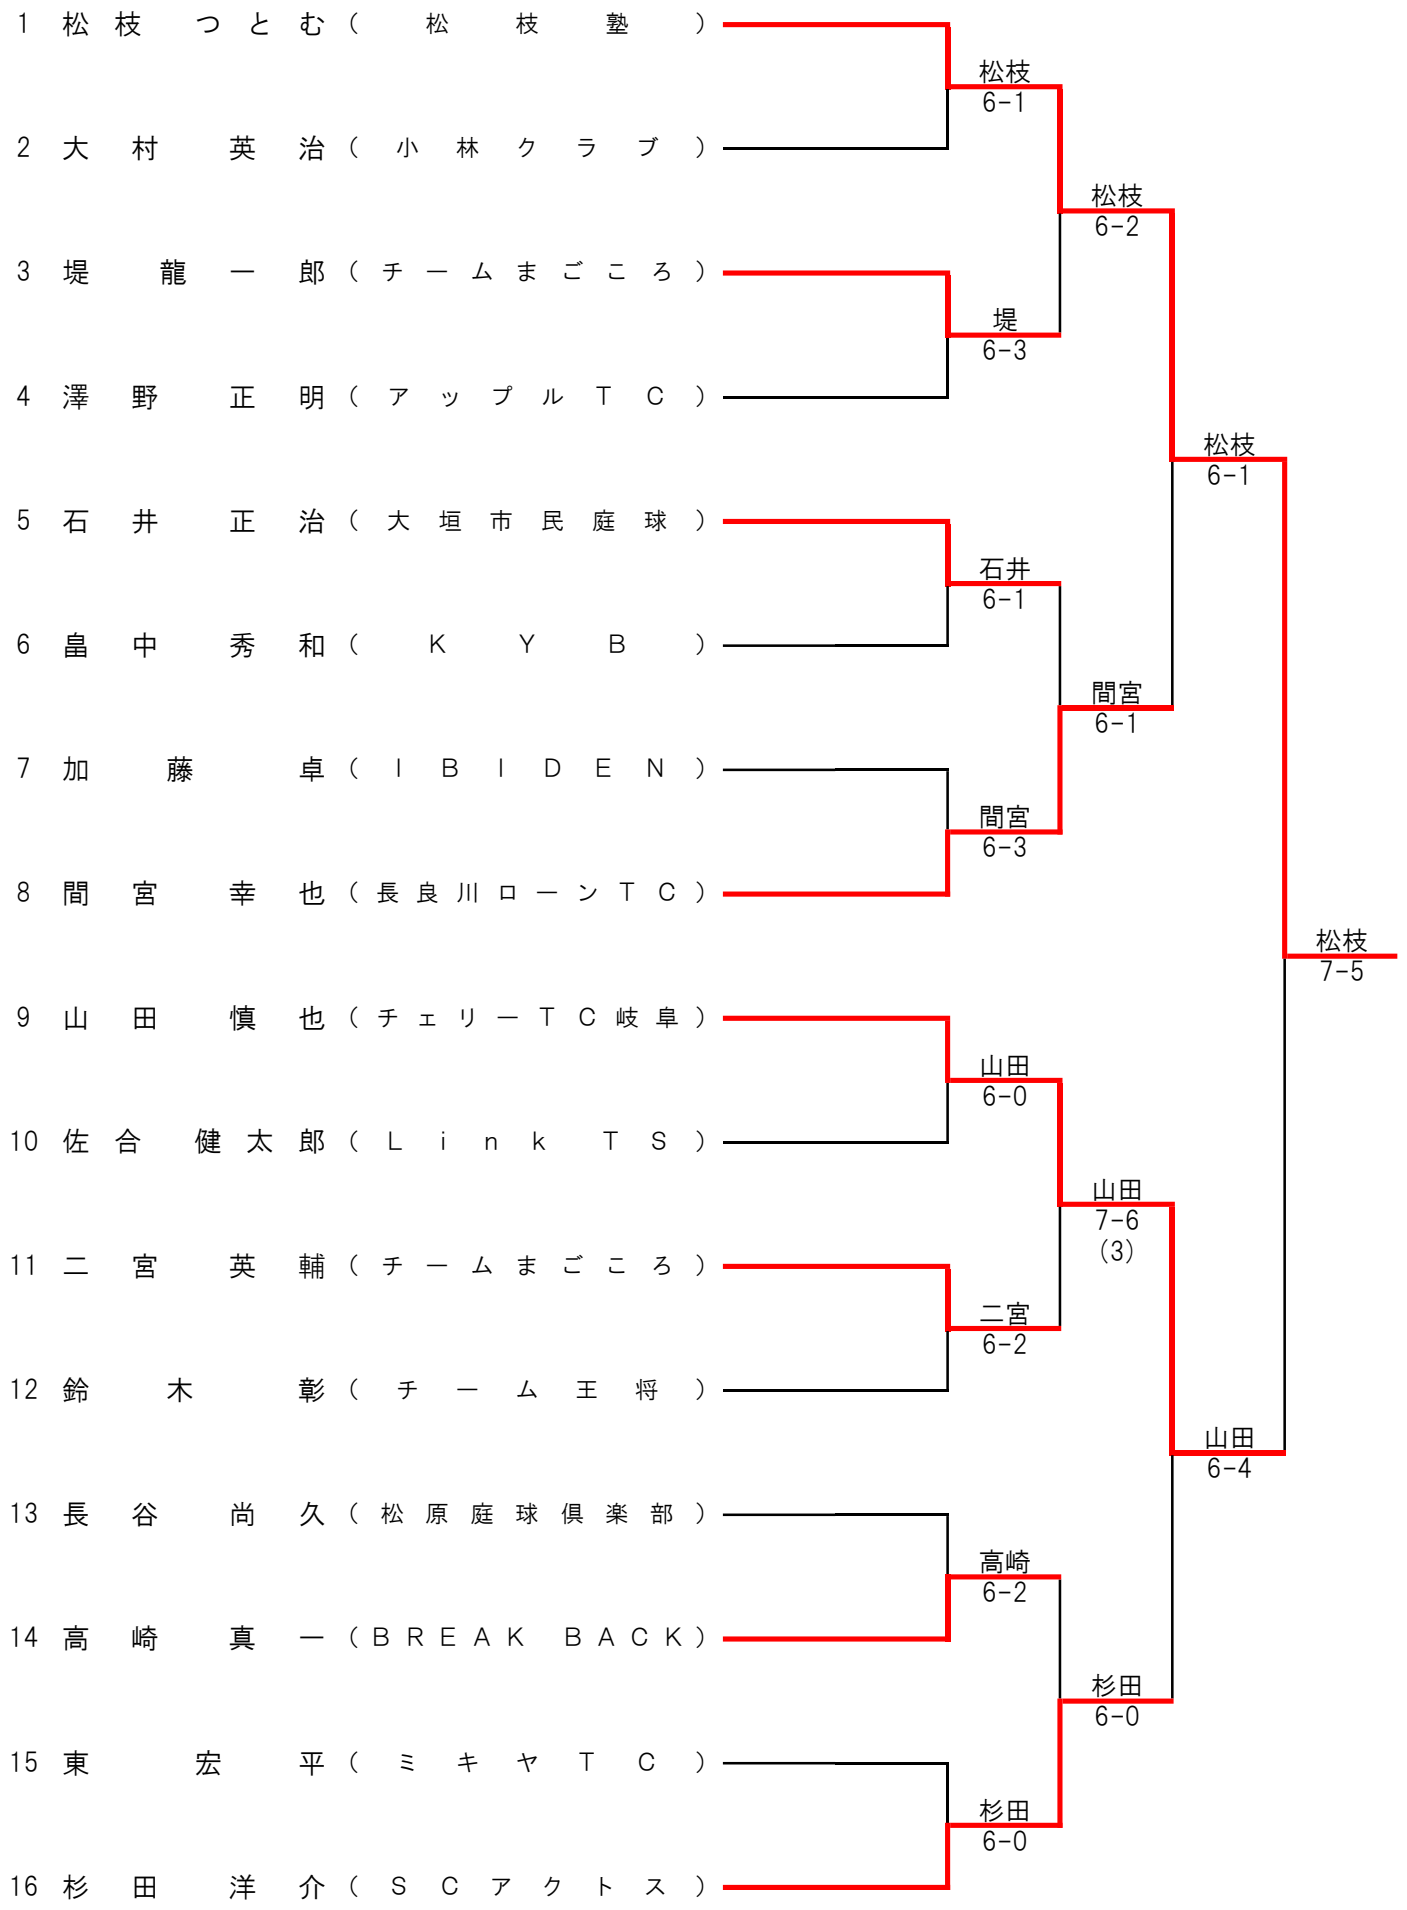 1 松枝 つとむ（松枝塾）
松枝
6-1
2 大村 英治（小林クラブ）
松枝
6-2
3 堤 龍一郎（チームまごころ）
堤
6-3
4 澤野 正明（アップルTC）
松枝
6-1
5 石井 正治（大垣市民庭球）
石井
6-1
6 畠中 秀和（KYB）
間宮
6-1
7 加藤 卓（IBIDEN）
間宮
6-3
8 間宮 幸也（長良川ローンTC）
松枝
7-5
9 山田 慎也（チェリーTC岐阜）
山田
6-0
10 佐合 健太郎（Link TS）
山田
7-6
(3)
11 二宮 英輔（チームまごころ）
二宮
6-2
12 鈴木 彰（チーム王将）
山田
6-4
13 長谷 尚久（松原庭球倶楽部）
高崎
6-2
14 高崎 真一（BREAK BACK）
杉田
6-0
15 東 宏平（ミキヤTC）
杉田
6-0
16 杉田 洋介（SCアクトス）